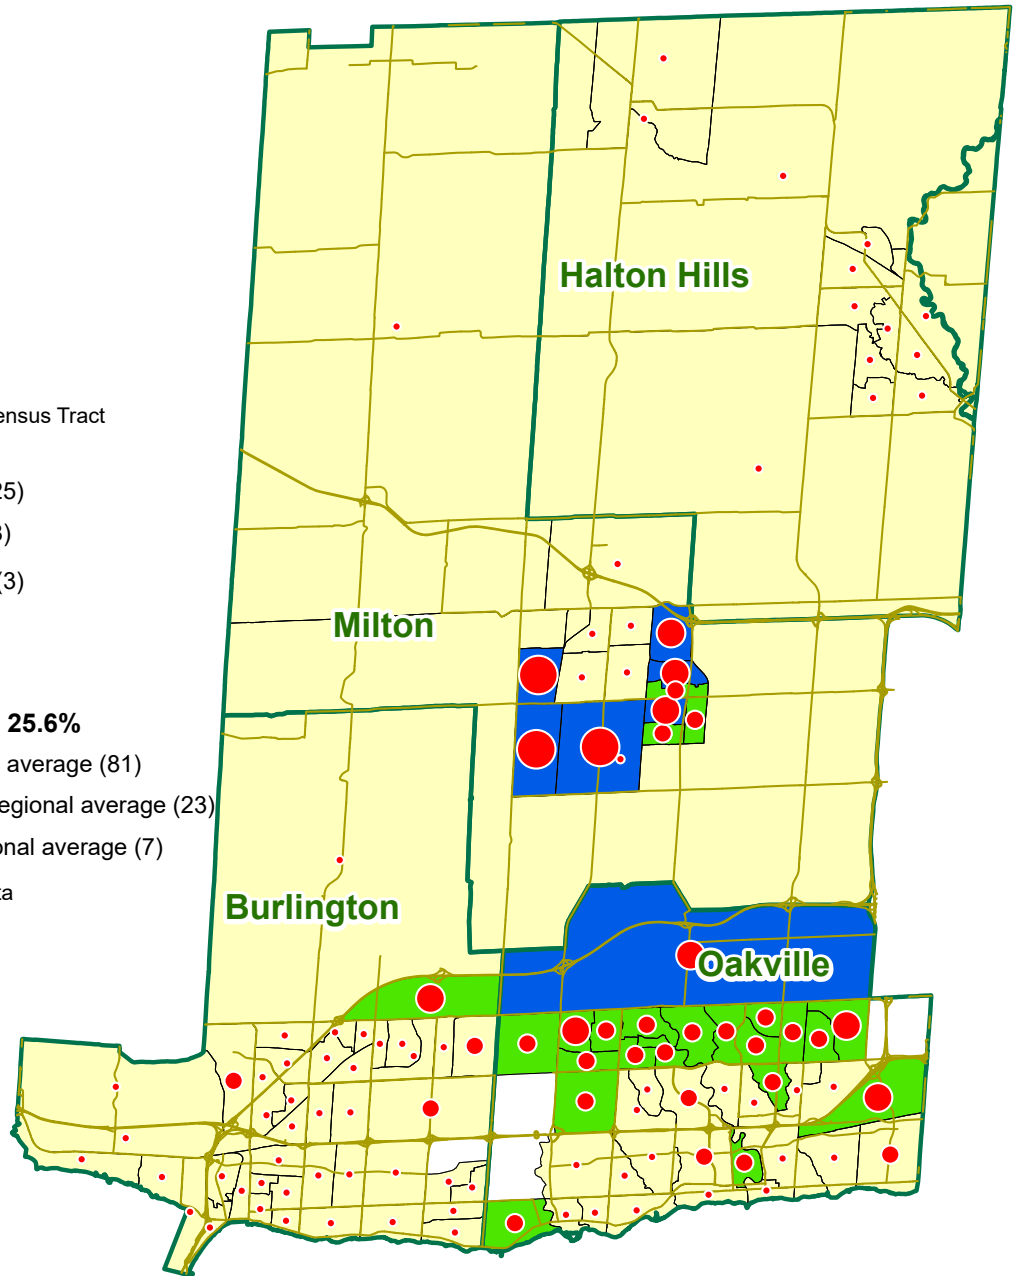 Halton Hills
ensus Tract
25)
3)
(3)
Milton
25.6%
average (81)
egional average (23)
onal average (7)
ta
Burlington
Oakville